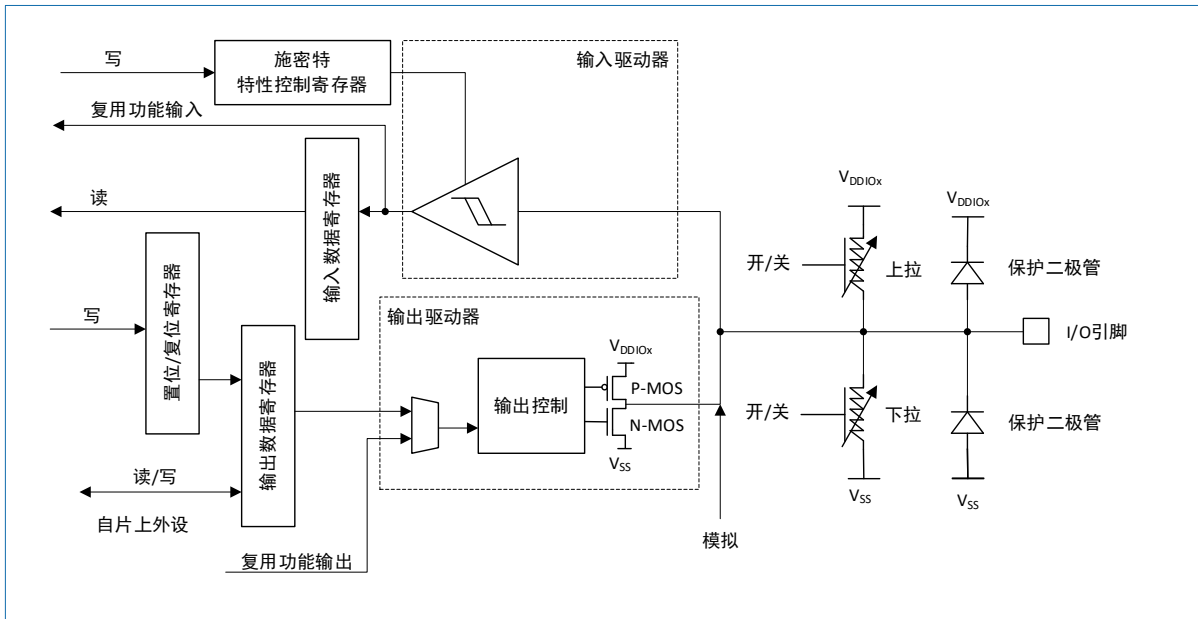 写
施密特
特性控制寄存器
输入驱动器
复用功能输入
读
输入数据寄存器
V_DDIOx
V_DDIOx
开/关
上拉
保护二极管
写
置位/复位寄存器
输出数据寄存器
输出驱动器
V_DDIOx
P-MOS
输出控制
N-MOS
V_SS
I/O引脚
开/关
下拉
保护二极管
读/写
V_SS
V_SS
自片上外设
模拟
复用功能输出